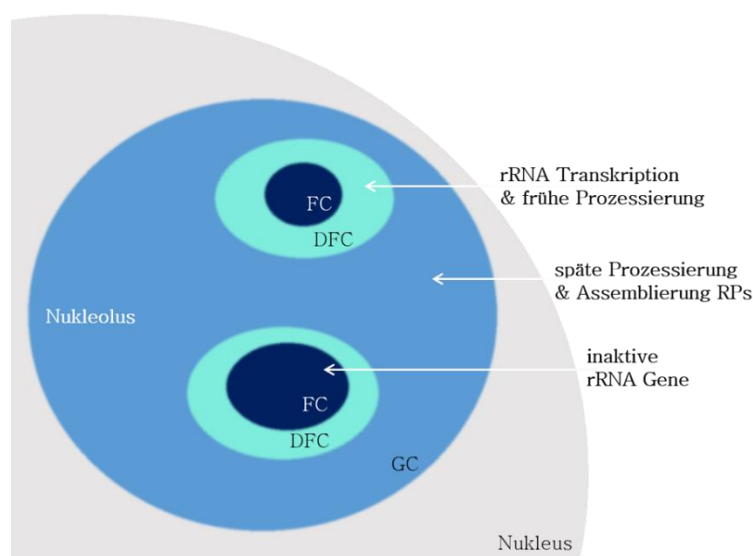 FC
DFC
rRNA Transkription
& frühe Prozessierung
späte Prozessierung
& Assemblierung RPs
Nukleolus
inaktive
rRNA Gene
FC
DFC
GC
Nukleus